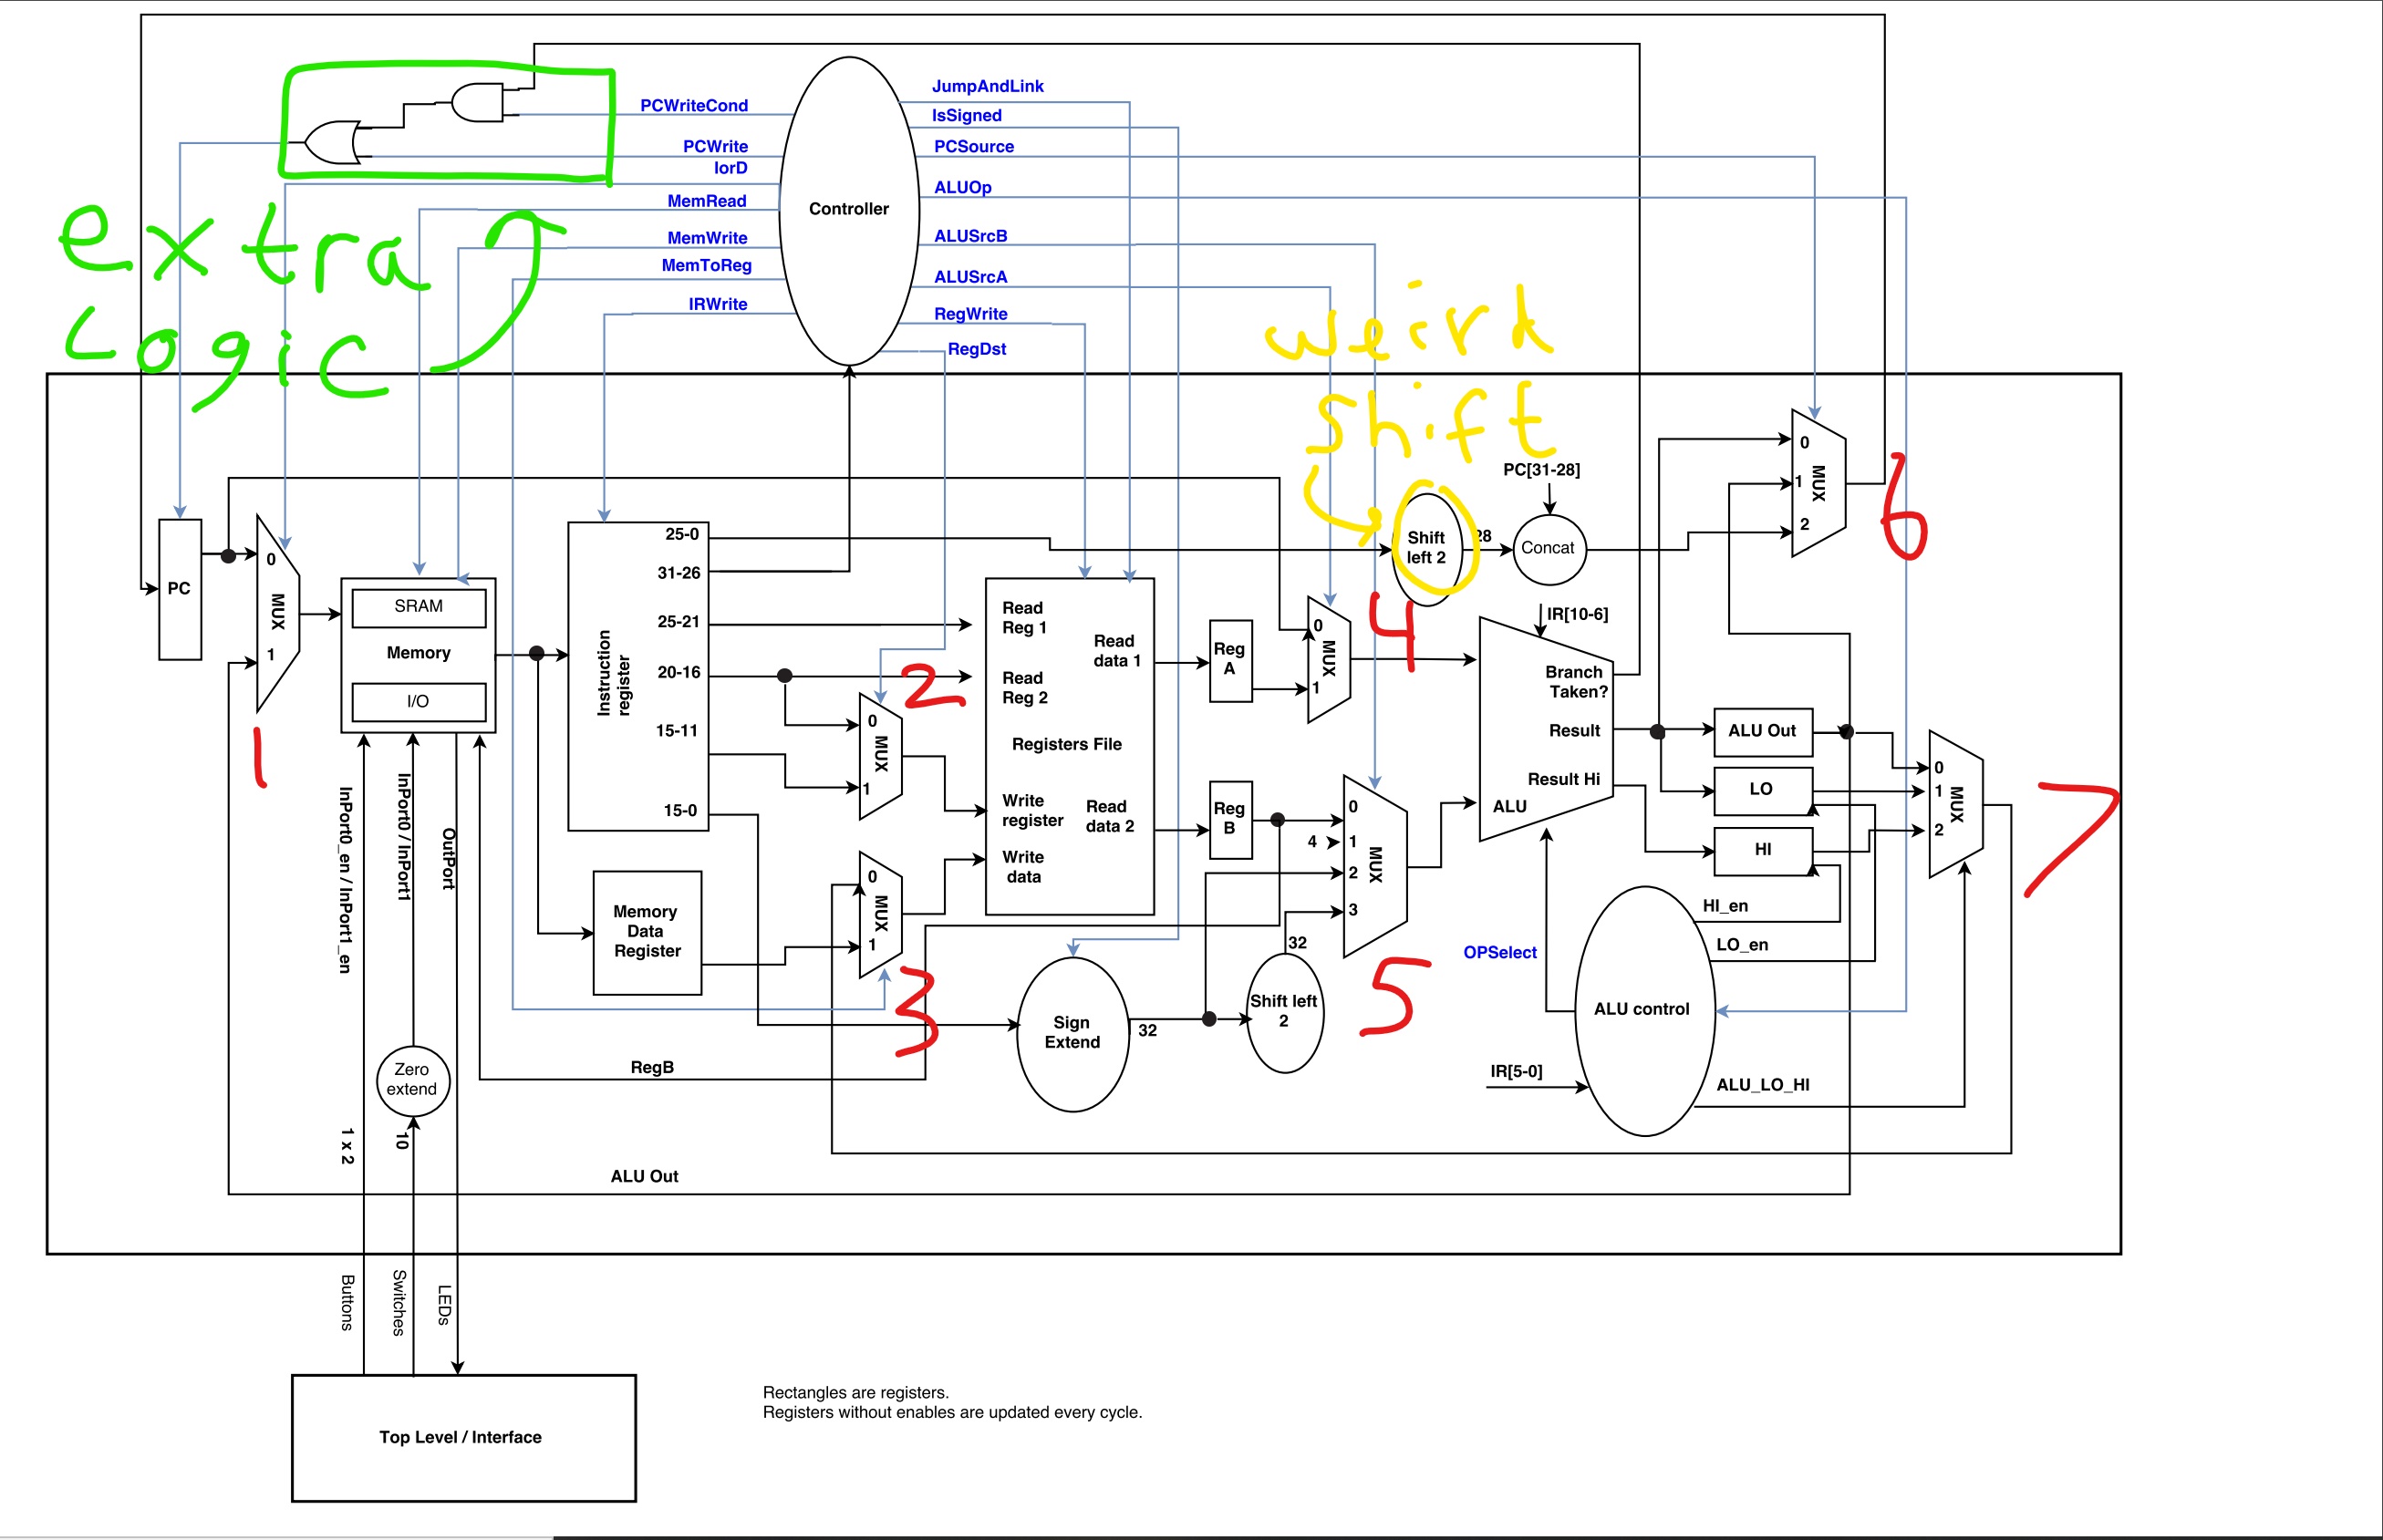 JumpAndLink
IsSigned
PCWriteCond
PCWrite
PCSource
IorD
ALUOp
MemRead
Controller
MemWrite
ALUSrcB
MemToReg
ALUSrcA
IRWrite
RegWrite
RegDst
extra
Logic
weird
shift
PC[31-28]
0
1
2
MUX
6
25-0
Shift
left 2
28
Concat
31-26
PC
0
MUX
1
1
SRAM
Memory
I/O
Instruction
register
25-21
20-16
15-11
15-0
2
0
MUX
1
Read
Reg 1
Read
data 1
Read
Reg 2
Registers File
Write
register
Read
data 2
Write
data
Reg
A
0
MUX
1
4
IR[10-6]
Branch
Taken?
Result
Result Hi
ALU
ALU Out
LO
HI
0
1
2
MUX
7
Reg
B
0
4
1
2
3
MUX
5
InPort0_en / InPort1_en
InPort0 / InPort1
OutPort
Memory
Data
Register
0
MUX
1
3
HI_en
LO_en
OPSelect
32
Sign
Extend
32
Shift left
2
ALU control
IR[5-0]
ALU_LO_HI
Zero
extend
RegB
1 x 2
10
ALU Out
Buttons
Switches
LEDs
Top Level / Interface
Rectangles are registers.
Registers without enables are updated every cycle.